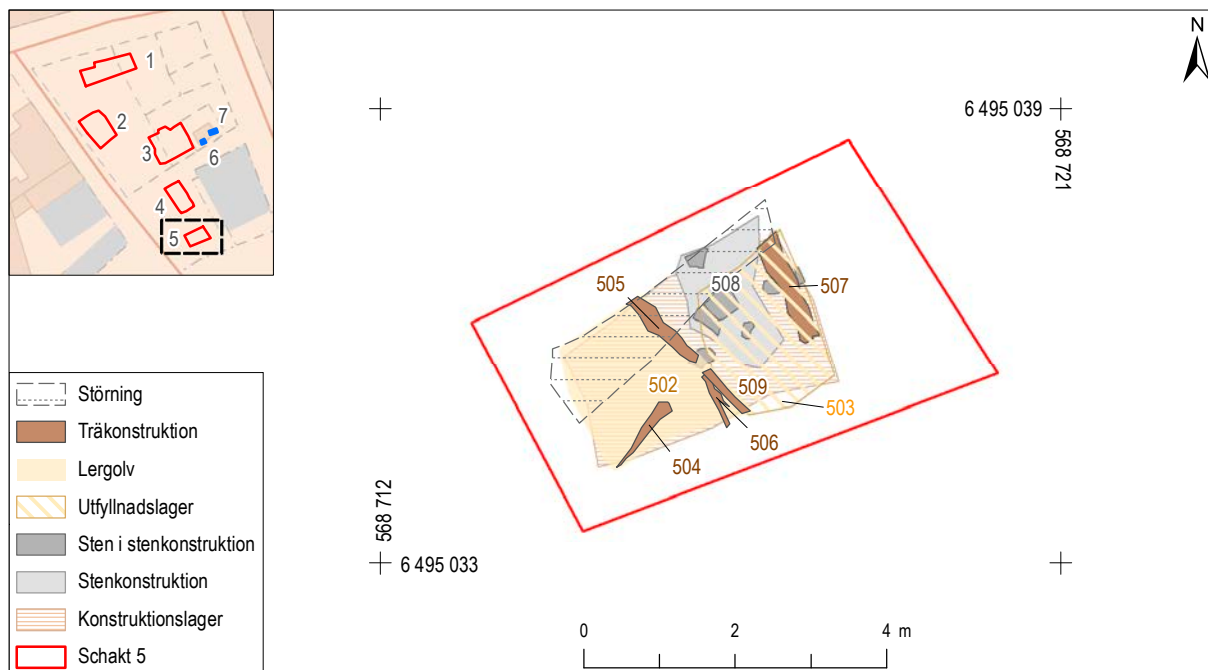 1
2
3
7
6
4
5
N
6 495 039
568 721
505
508
507
502
509
503
506
504
568 712
6 495 033
Störning
Träkonstruktion
Lergolv
Utfyllnadslager
Sten i stenkonstruktion
Stenkonstruktion
Konstruktionslager
Schakt 5
0 2 4 m